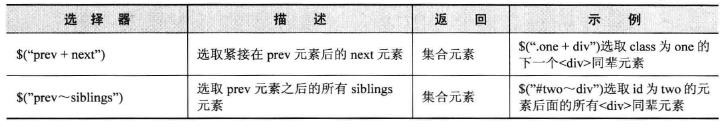 选择器 描述 返回 示例
$(“prev + next”) 选取紧接在 prev 元素后的 next 元素 集合元素 $(“.one + div”)选取 class 为 one 的
下一个<div>同辈元素
$("prev～siblings") 选取 prev 元素之后的所有 siblings
元素 集合元素 $("#two～div")选取 id 为 two 的元
素后面的所有<div>同辈元素